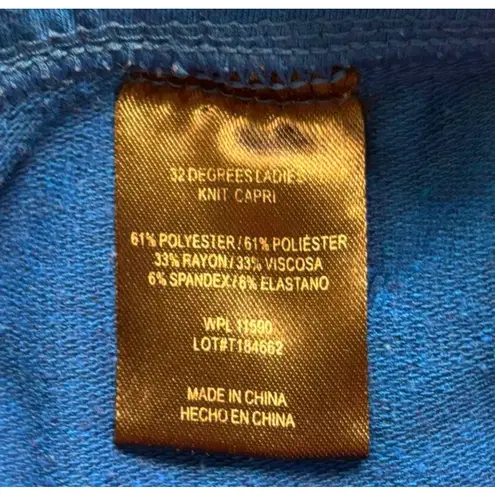 32 DEGREES LADIES
KNIT CAPRI
61% POLYESTER / 61% POLIÉSTER
33% RAYON / 33% VISCOSA
6% SPANDEX / 6% ELASTANO
WPL 11590
LOT#T184662
MADE IN CHINA
HECHO EN CHINA